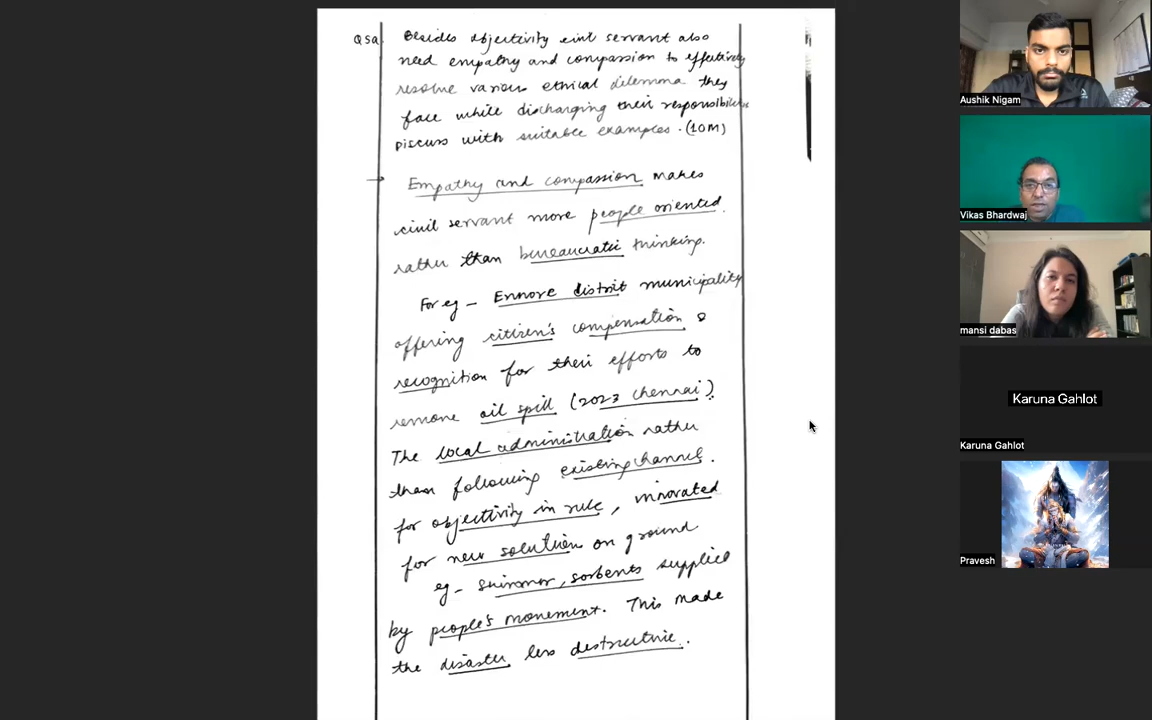 Q5a. Besides objectivity civil servant also
need empathy and compassion to effectively
resolve various ethical dilemma they
face while discharging their responsibilities
Discuss with suitable examples. (10M)
→ Empathy and compassion makes
civil servant more people oriented
rather than bureaucratic thinking.
For eg - Ennore district municipality
offering citizen's compensation &
recognition for their efforts to
remove oil spill (2023 chennai).
The local administration rather
than following existing channel.
for objectivity in rule, innovated
for new solution on ground
eg - skimmer, sorbents supplied
by people's movement. This made
the disaster less destructive.
Aushik Nigam
Vikas Bhardwaj
mansi dabas
Karuna Gahlot
Karuna Gahlot
Pravesh